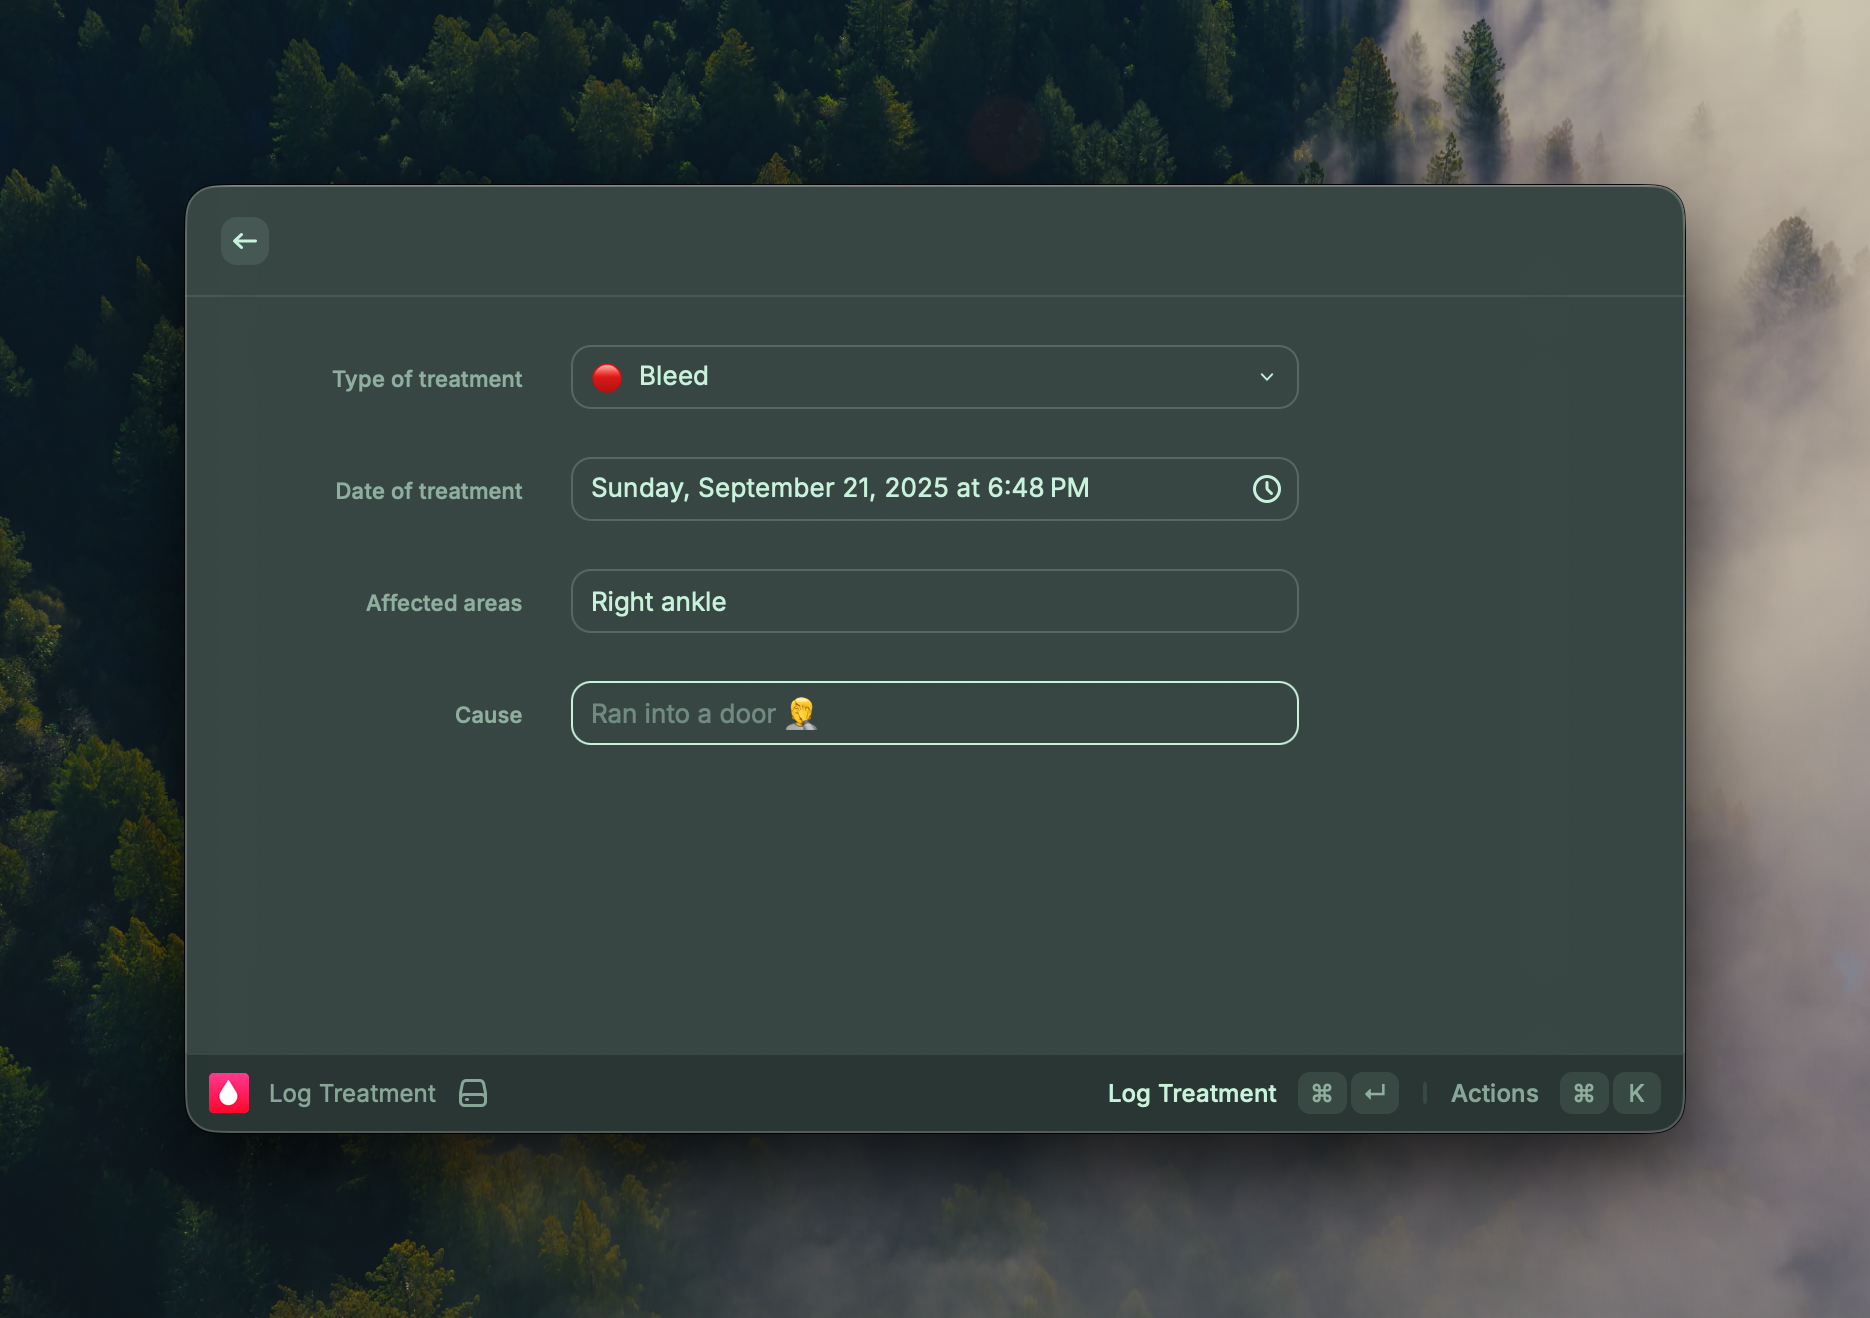 Type of treatment
🔴 Bleed
Date of treatment
Sunday, September 21, 2025 at 6:48 PM
Affected areas
Right ankle
Cause
Ran into a door 🤦
Log Treatment
Log Treatment ⌘ ↵ | Actions ⌘ K